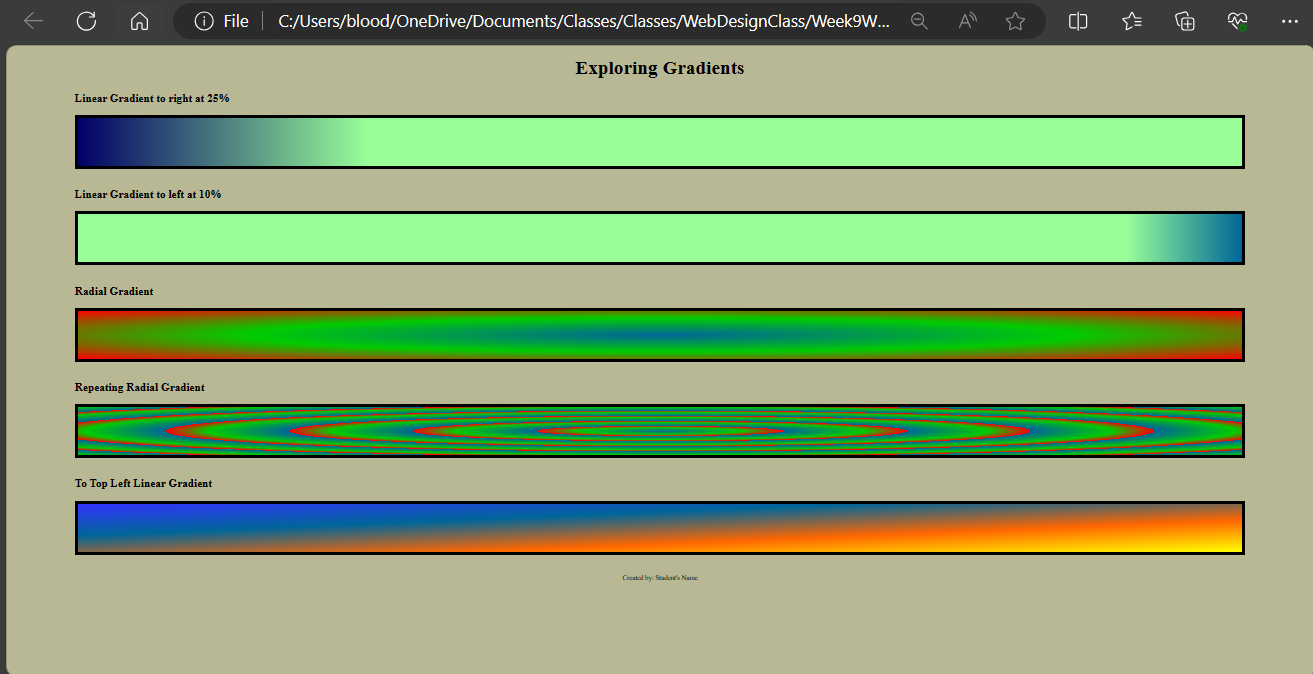 File
C:/Users/blood/OneDrive/Documents/Classes/Classes/WebDesignClass/Week9W...
Exploring Gradients
Linear Gradient to right at 25%
Linear Gradient to left at 10%
Radial Gradient
Repeating Radial Gradient
To Top Left Linear Gradient
Created by: Student's Name